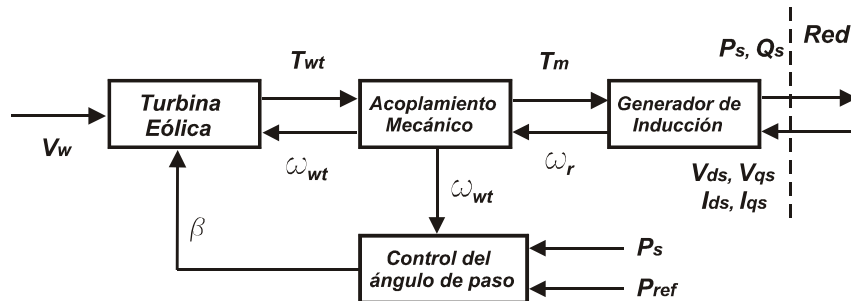 Ps, Qs
Red
Twt
Tm
Turbina
Eólica
Acoplamiento
Mecánico
Generador de
Inducción
Vw
ωwt
ωr
Vds, Vqs
Ids, Iqs
ωwt
β
Control del
ángulo de paso
Ps
Pref